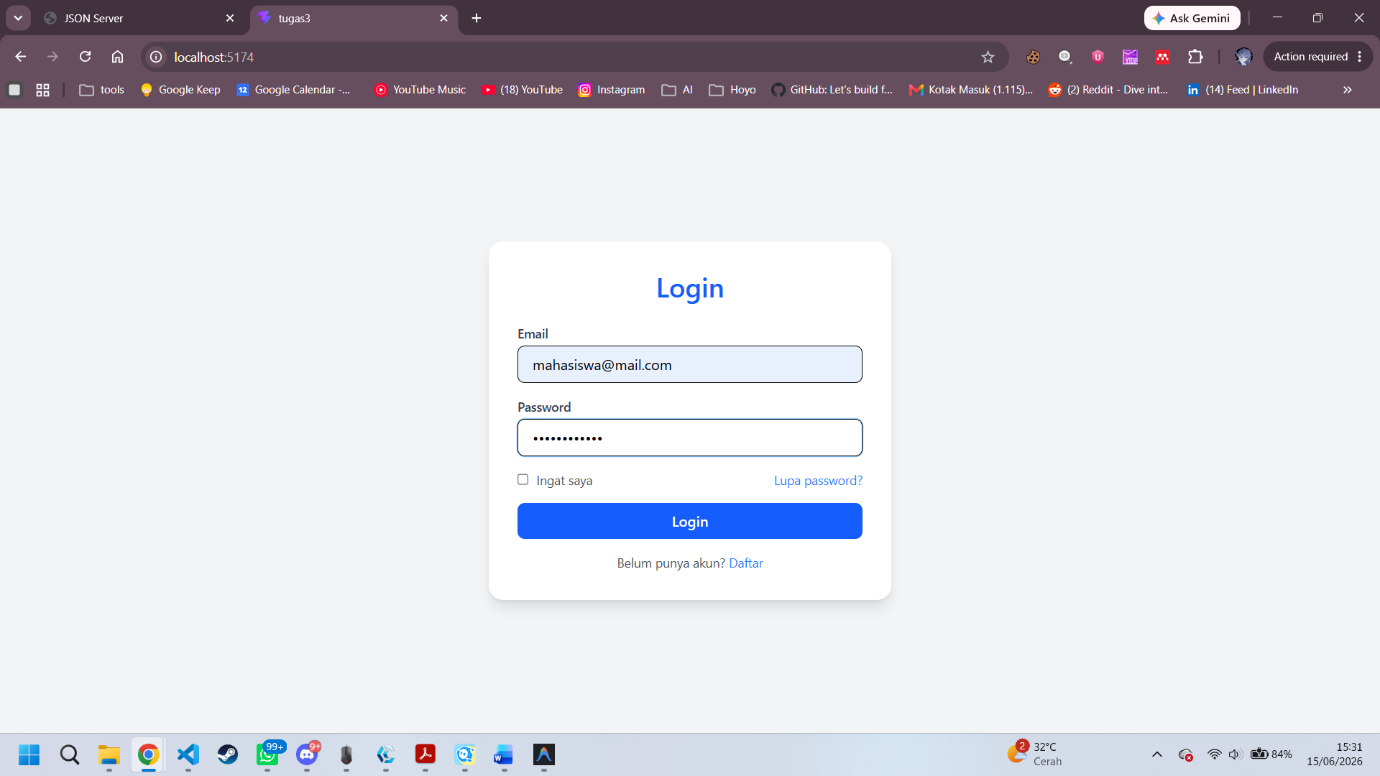 JSON Server
tugas3
Ask Gemini
localhost:5174
Action required
tools
Google Keep
12
Google Calendar -...
YouTube Music
(18) YouTube
Instagram
AI
Hoyo
GitHub: Let's build f...
Kotak Masuk (1.115)...
(2) Reddit - Dive int...
in
(14) Feed | LinkedIn
Login
Email
mahasiswa@mail.com
Password
••••••••••••
Ingat saya
Lupa password?
Login
Belum punya akun? Daftar
99+
9+
2
32°C
Cerah
84%
15:31
15/06/2026